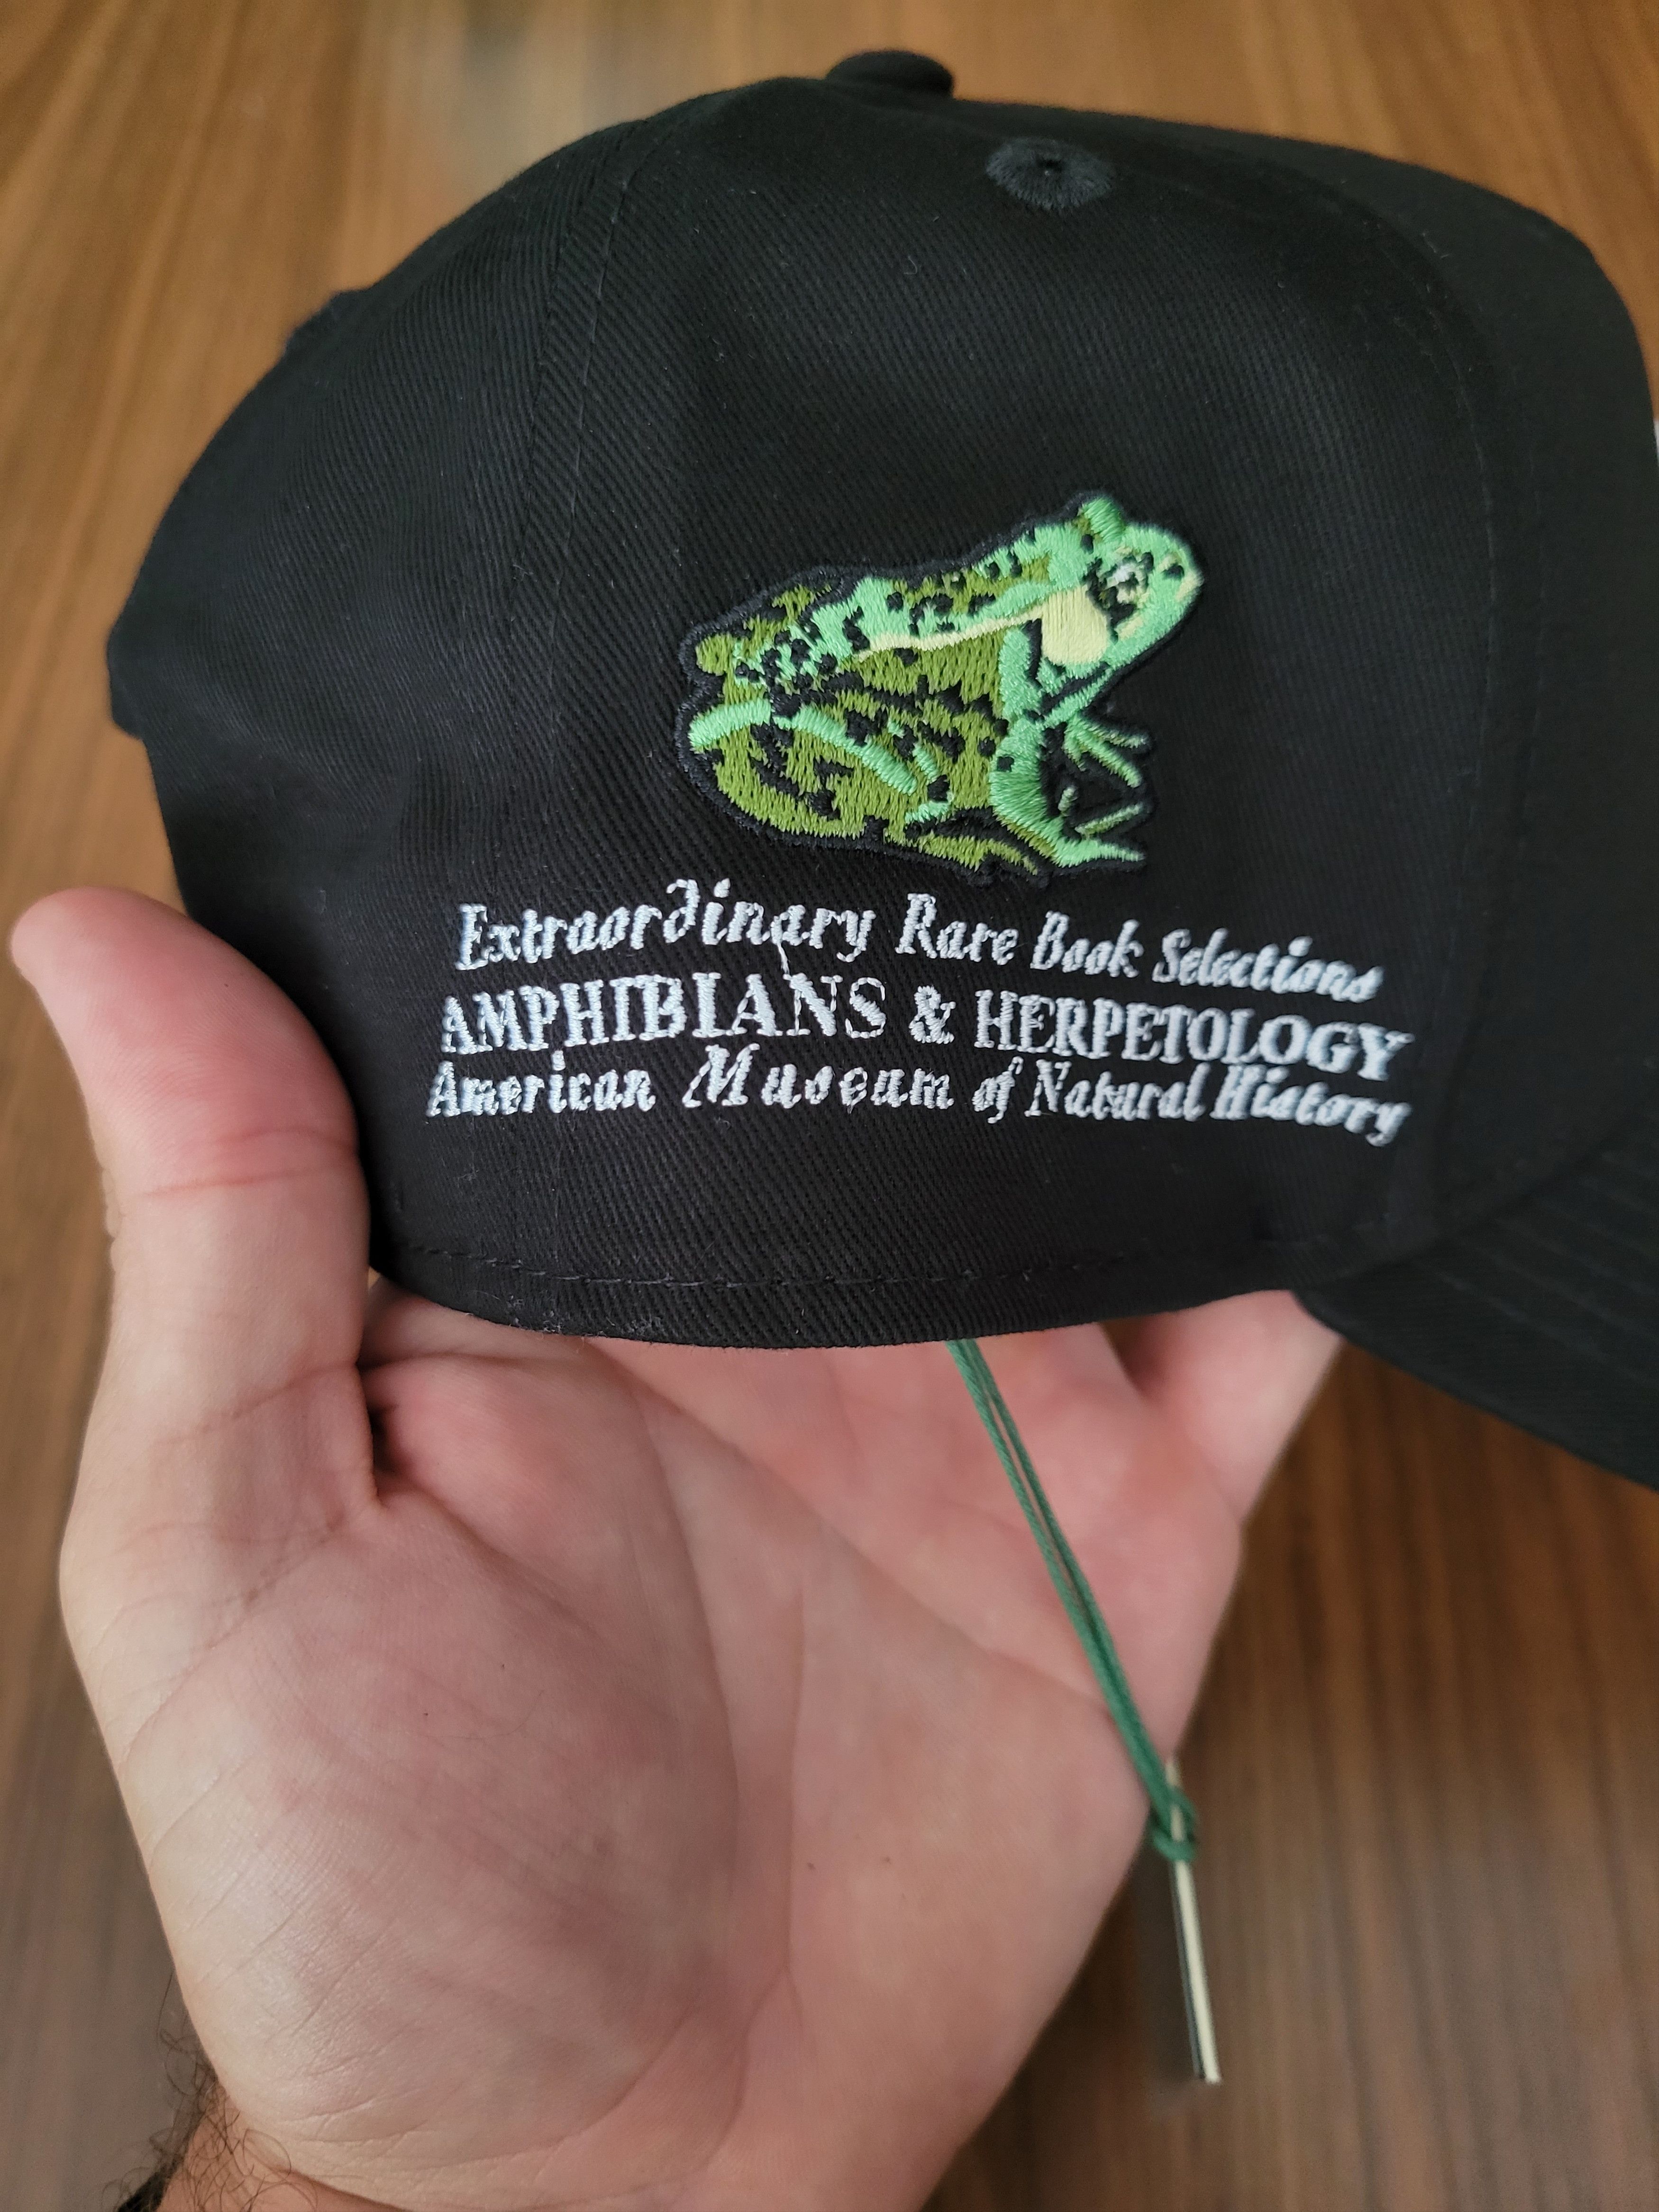 Extraordinary Rare Book Selections
AMPHIBIANS & HERPETOLOGY
American Museum of Natural History